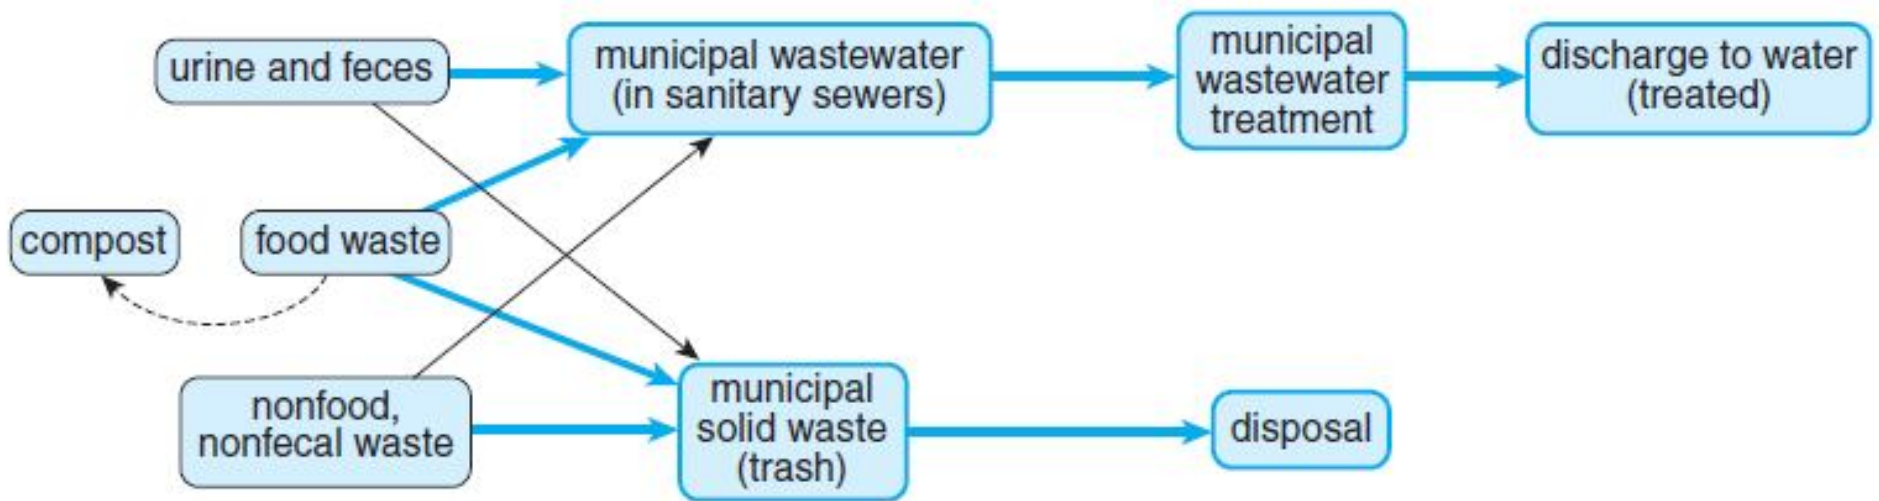 urine and feces
municipal wastewater
(in sanitary sewers)
municipal
wastewater
treatment
discharge to water
(treated)
compost
food waste
nonfood,
nonfecal waste
municipal
solid waste
(trash)
disposal